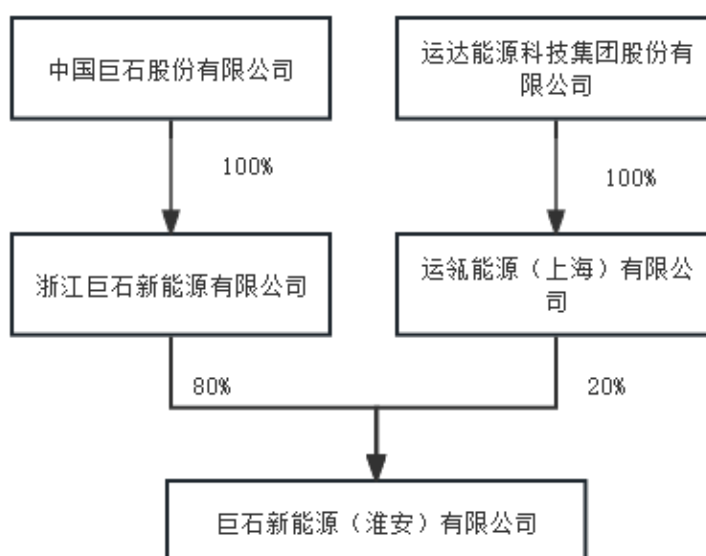 中国巨石股份有限公司
运达能源科技集团股份有
限公司
100%
100%
浙江巨石新能源有限公司
运瓴能源（上海）有限公
司
80%
20%
巨石新能源（淮安）有限公司